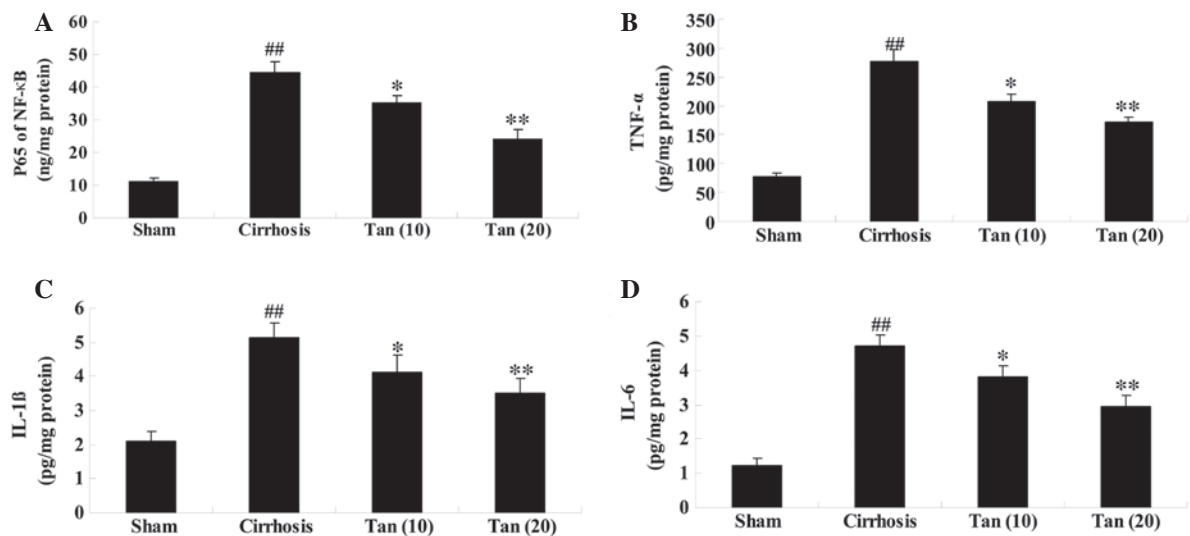 A
P65 of NF-κB
(ng/mg protein)
60
50
40
30
20
10
0
##
*
**
Sham Cirrhosis Tan (10) Tan (20)
B
TNF-α
(pg/mg protein)
350
300
250
200
150
100
50
0
##
*
**
Sham Cirrhosis Tan (10) Tan (20)
C
IL-1ß
(pg/mg protein)
6
5
4
3
2
1
0
##
*
**
Sham Cirrhosis Tan (10) Tan (20)
D
IL-6
(pg/mg protein)
6
5
4
3
2
1
0
##
*
**
Sham Cirrhosis Tan (10) Tan (20)